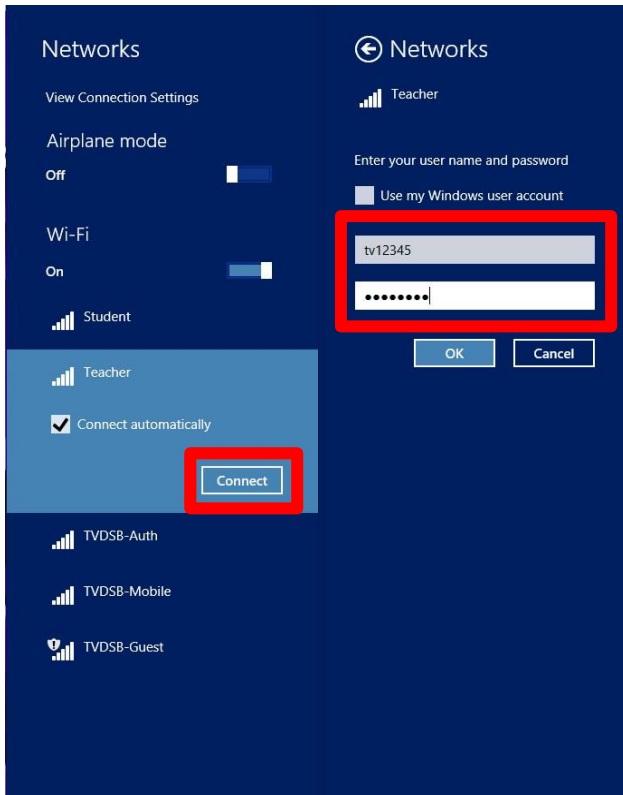 Networks
View Connection Settings
Airplane mode
Off
Wi-Fi
On
Student
Teacher
Connect automatically
Connect
TVDSB-Auth
TVDSB-Mobile
TVDSB-Guest
Networks
Teacher
Enter your user name and password
Use my Windows user account
tv12345
••••••••
OK
Cancel